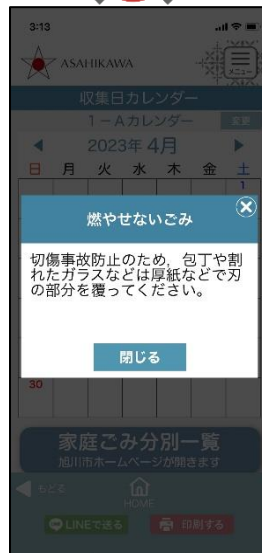 3:13
ASAHIKAWA
メニュー
収集日カレンダー
1－Aカレンダー
変更
2023年 4月
日 月 火 水 木 金 土
1
燃やせないごみ
切傷事故防止のため，包丁や割
れたガラスなどは厚紙などで刃
の部分を覆ってください。
閉じる
30
家庭ごみ分別一覧
旭川市ホームページが開きます
もどる
HOME
LINEで送る
印刷する